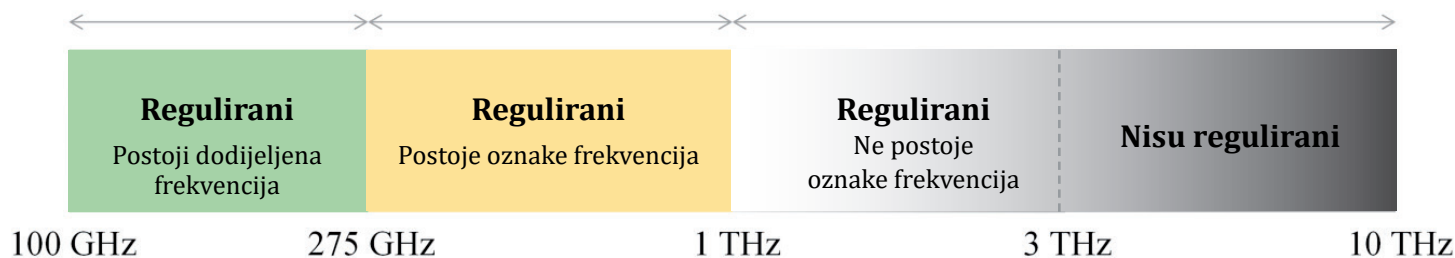 Regulirani
Postoji dodijeljena
frekvencija
Regulirani
Postoje oznake frekvencija
Regulirani
Ne postoje
oznake frekvencija
Nisu regulirani
100 GHz
275 GHz
1 THz
3 THz
10 THz